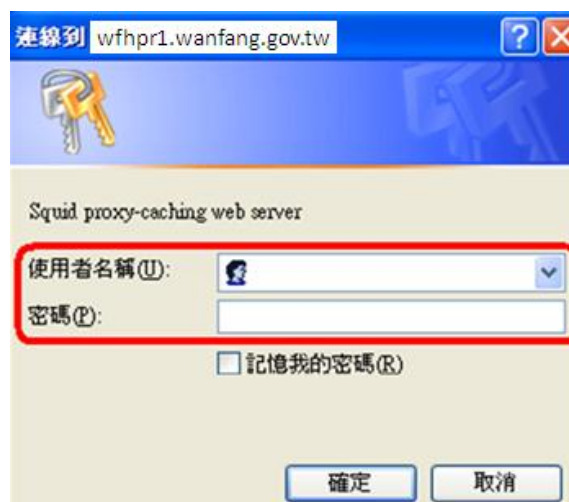 連線到 wfhpr1.wanfang.gov.tw
Squid proxy-caching web server
使用者名稱(U):
密碼(P):
記憶我的密碼(R)
確定 取消